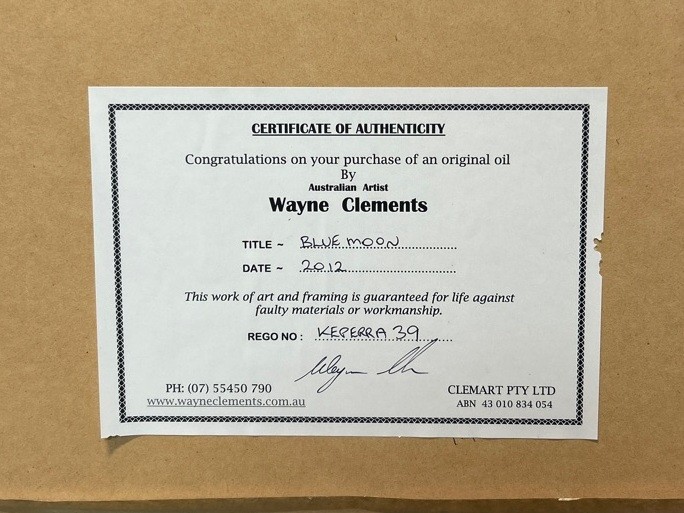 CERTIFICATE OF AUTHENTICITY
Congratulations on your purchase of an original oil
By
Australian Artist
Wayne Clements
TITLE ~ BLUE MOON
DATE ~ 2012
This work of art and framing is guaranteed for life against
faulty materials or workmanship.
REGO NO : KEPERRA 39
Wayne Cle
PH: (07) 55450 790
www.wayneclements.com.au
CLEMART PTY LTD
ABN 43 010 834 054